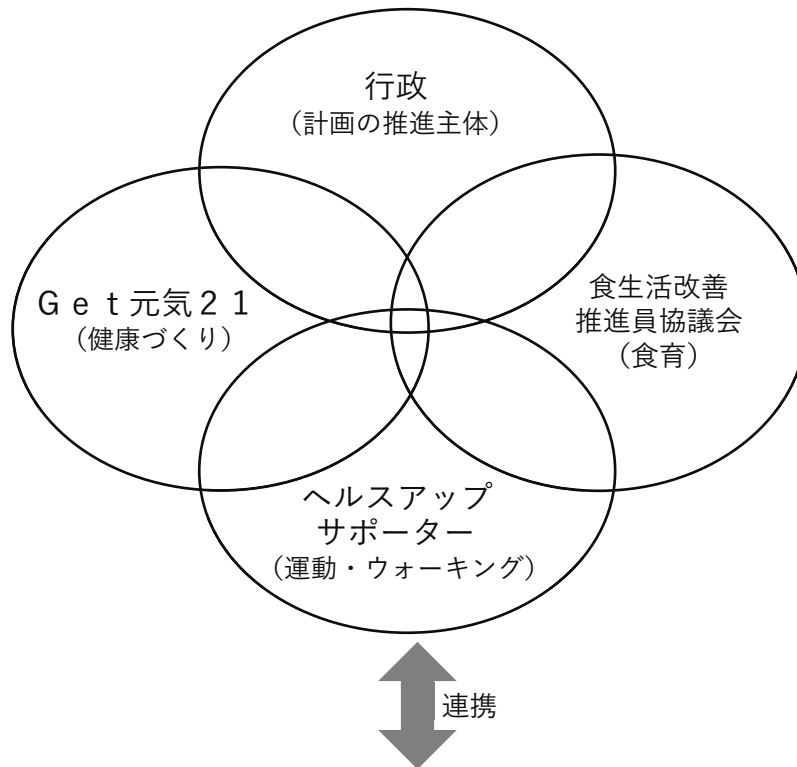 行政
（計画の推進主体）
Ｇｅｔ元気２１
（健康づくり）
食生活改善
推進員協議会
（食育）
ヘルスアップ
サポーター
（運動・ウォーキング）
連携